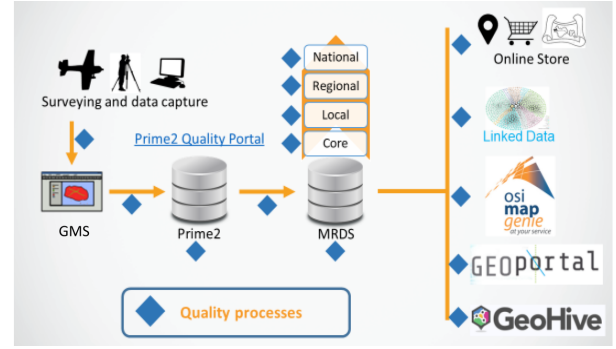 National
Regional
Local
Core
Surveying and data capture
Prime2 Quality Portal
GMS
Prime2
MRDS
Online Store
Linked Data
osi
map
genie
at your service
GEOportal
GeoHive
Quality processes